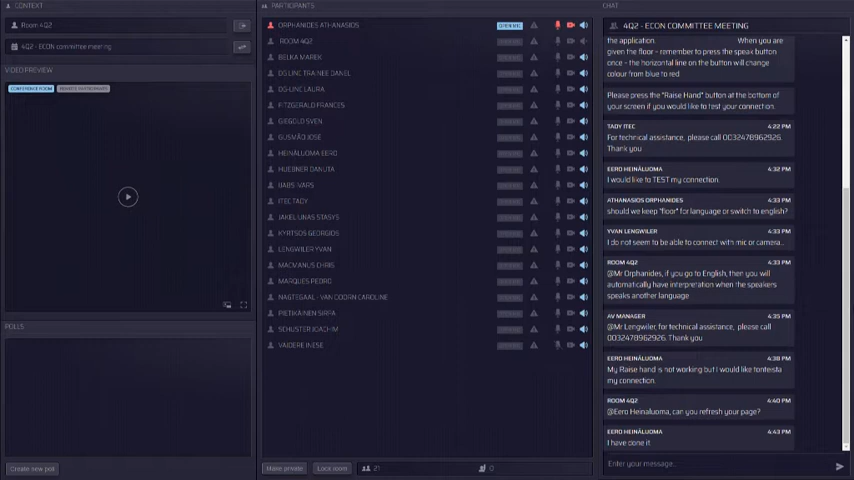 CONTEXT
Room 4Q2
4Q2 - ECON committee meeting
VIDEO PREVIEW
CONFERENCE ROOM
REMOTE PARTICIPANTS
POLLS
Create new poll
PARTICIPANTS
ORPHANIDES ATHANASIOS
OPEN MIC
ROOM 4Q2
BELKA MAREK
DG-LINC TRAINEE DANIEL
DG-LINC LAURA
FITZGERALD FRANCES
GIEGOLD SVEN
GUSMÃO JOSÉ
HEINÄLUOMA EERO
HUEBNER DANUTA
IJABS IVARS
ITEC TADY
JAKELIUNAS STASYS
KYRTSOS GEORGIOS
LENGWILER YVAN
MACMANUS CHRIS
MARQUES PEDRO
NAGTEGAAL - VAN DOORN CAROLINE
PIETIKAINEN SIRPA
SCHUSTER JOACHIM
VAIDERE INESE
Make private
Lock room
21
0
CHAT
4Q2 - ECON COMMITTEE MEETING
the application. When you are
given the floor - remember to press the speak button
once - the horizontal line on the button will change
colour from blue to red
Please press the "Raise Hand" button at the bottom of
your screen if you would like to test your connection.
TADY ITEC 4:22 PM
For technical assistance, please call 0032478962926.
Thank you
EERO HEINÄLUOMA 4:32 PM
I would like to TEST my connection
ATHANASIOS ORPHANIDES 4:33 PM
should we keep "floor" for language or switch to english?
YVAN LENGWILER 4:33 PM
I do not seem to be able to connect with mic or camera...
ROOM 4Q2 4:33 PM
@Mr Orphanides, if you go to English, then you will
automatically have interpretation when the speakers
speaks another language
AV MANAGER 4:35 PM
@Mr Lengwiler, for technical assistance, please call
0032478962926. Thank you
EERO HEINÄLUOMA 4:38 PM
My Raise hand is not working but I would like tontesta
my connection.
ROOM 4Q2 4:40 PM
@Eero Heinaluoma, can you refresh your page?
EERO HEINÄLUOMA 4:43 PM
I have done it
Enter your message...